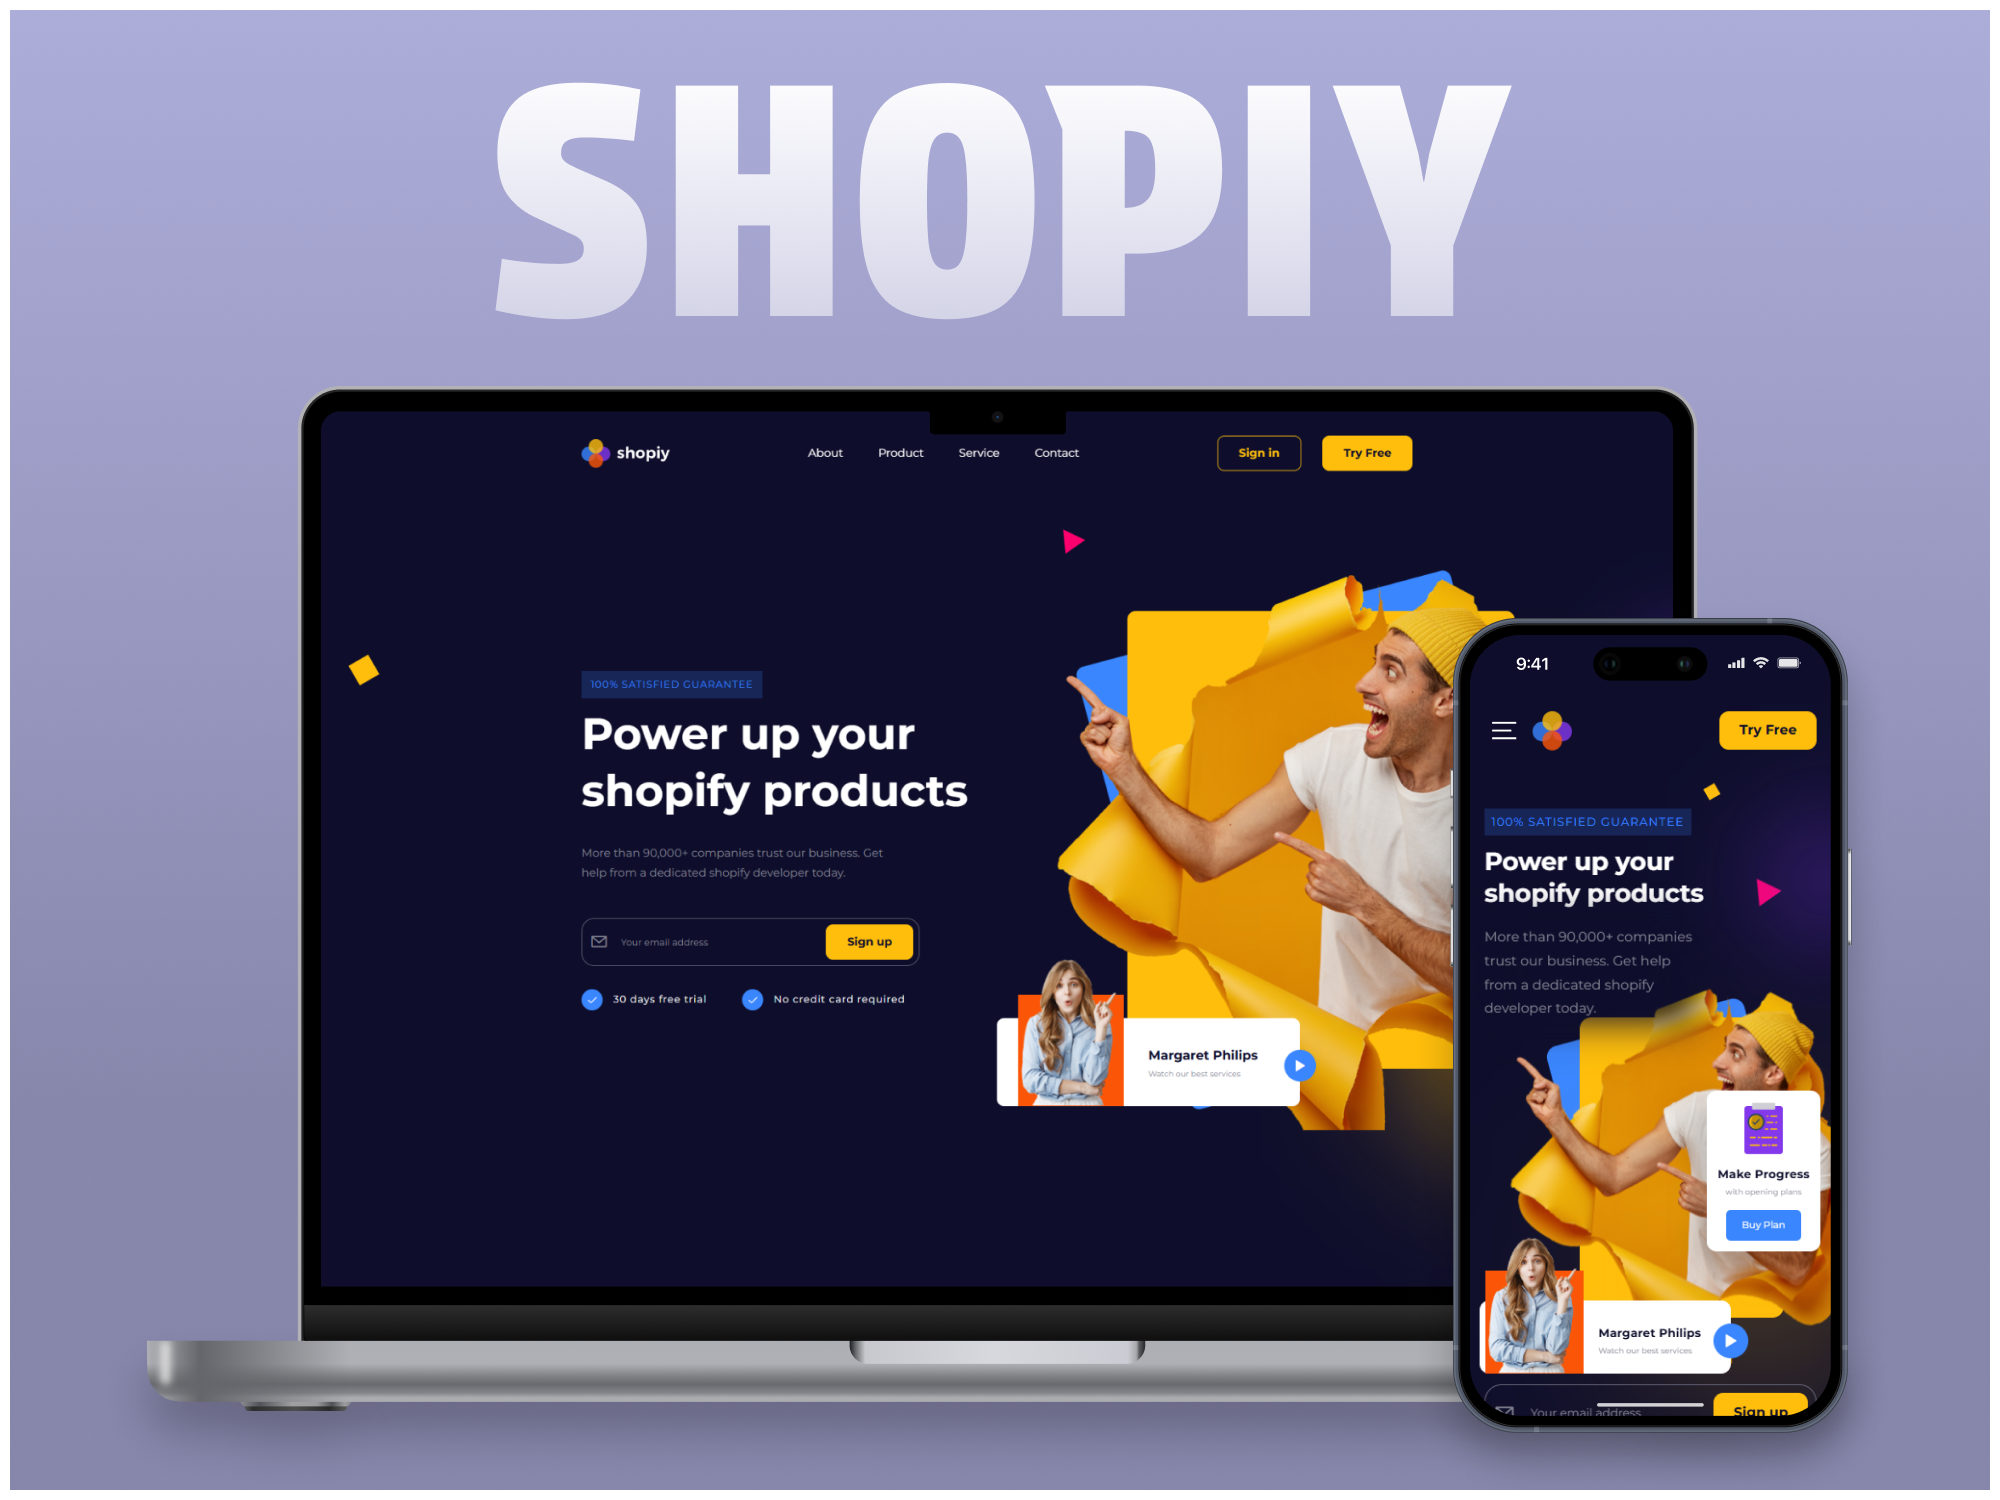 SHOPIY
shopiy
About Product Service Contact
Sign in
Try Free
100% SATISFIED GUARANTEE
Power up your
shopify products
More than 90,000+ companies trust our business. Get
help from a dedicated shopify developer today.
Your email address
Sign up
30 days free trial
No credit card required
Margaret Philips
Watch our best services
9:41
Try Free
100% SATISFIED GUARANTEE
Power up your
shopify products
More than 90,000+ companies
trust our business. Get help
from a dedicated shopify
developer today.
Make Progress
with opening plans
Buy Plan
Margaret Philips
Watch our best services
Your email address
Sign up